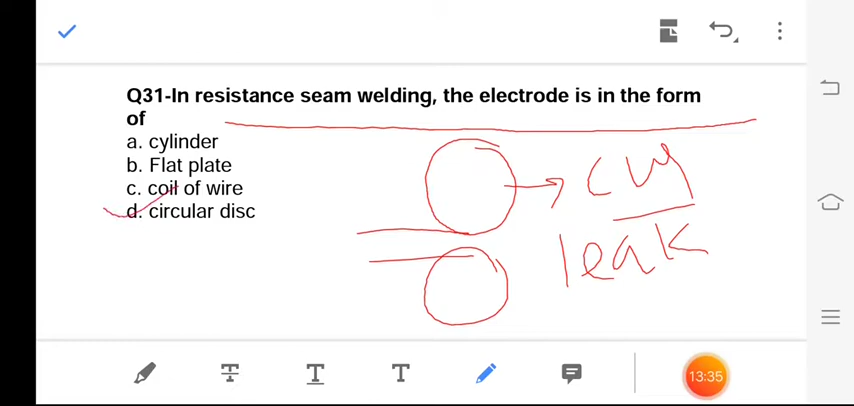 Q31-In resistance seam welding, the electrode is in the form
of
a. cylinder
b. Flat plate
c. coil of wire
d. circular disc
leak
T
T
T
13:35